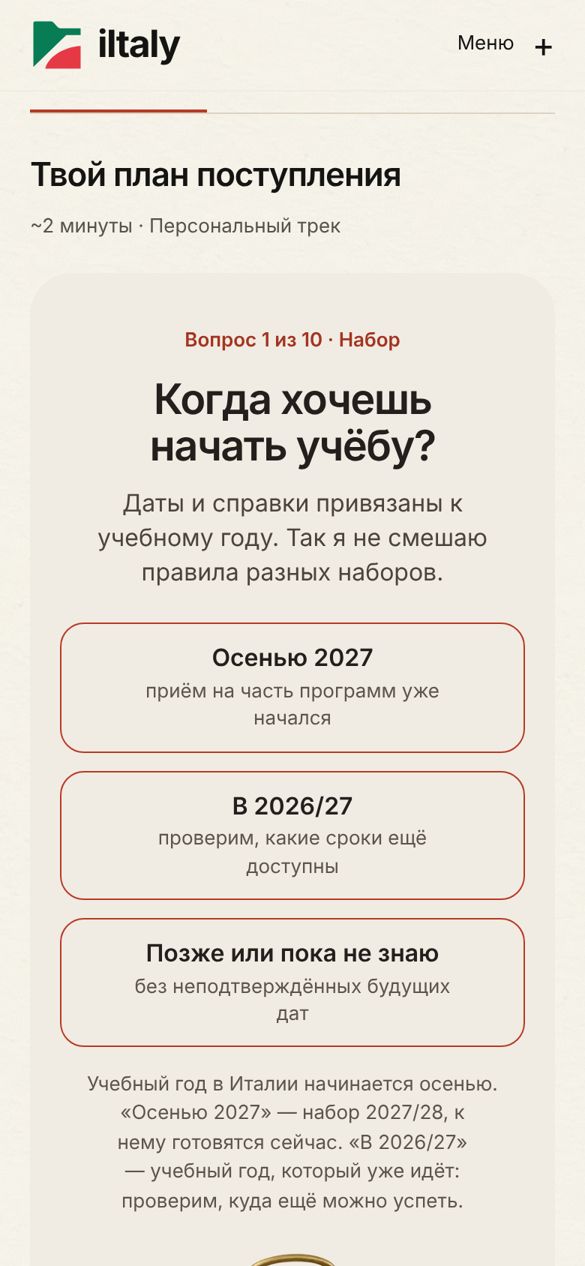 iItaly
Меню +
Твой план поступления
~2 минуты · Персональный трек
Вопрос 1 из 10 · Набор
Когда хочешь
начать учёбу?
Даты и справки привязаны к
учебному году. Так я не смешаю
правила разных наборов.
Осенью 2027
приём на часть программ уже
начался
В 2026/27
проверим, какие сроки ещё
доступны
Позже или пока не знаю
без неподтверждённых будущих
дат
Учебный год в Италии начинается осенью.
«Осенью 2027» — набор 2027/28, к
нему готовятся сейчас. «В 2026/27»
— учебный год, который уже идёт:
проверим, куда ещё можно успеть.